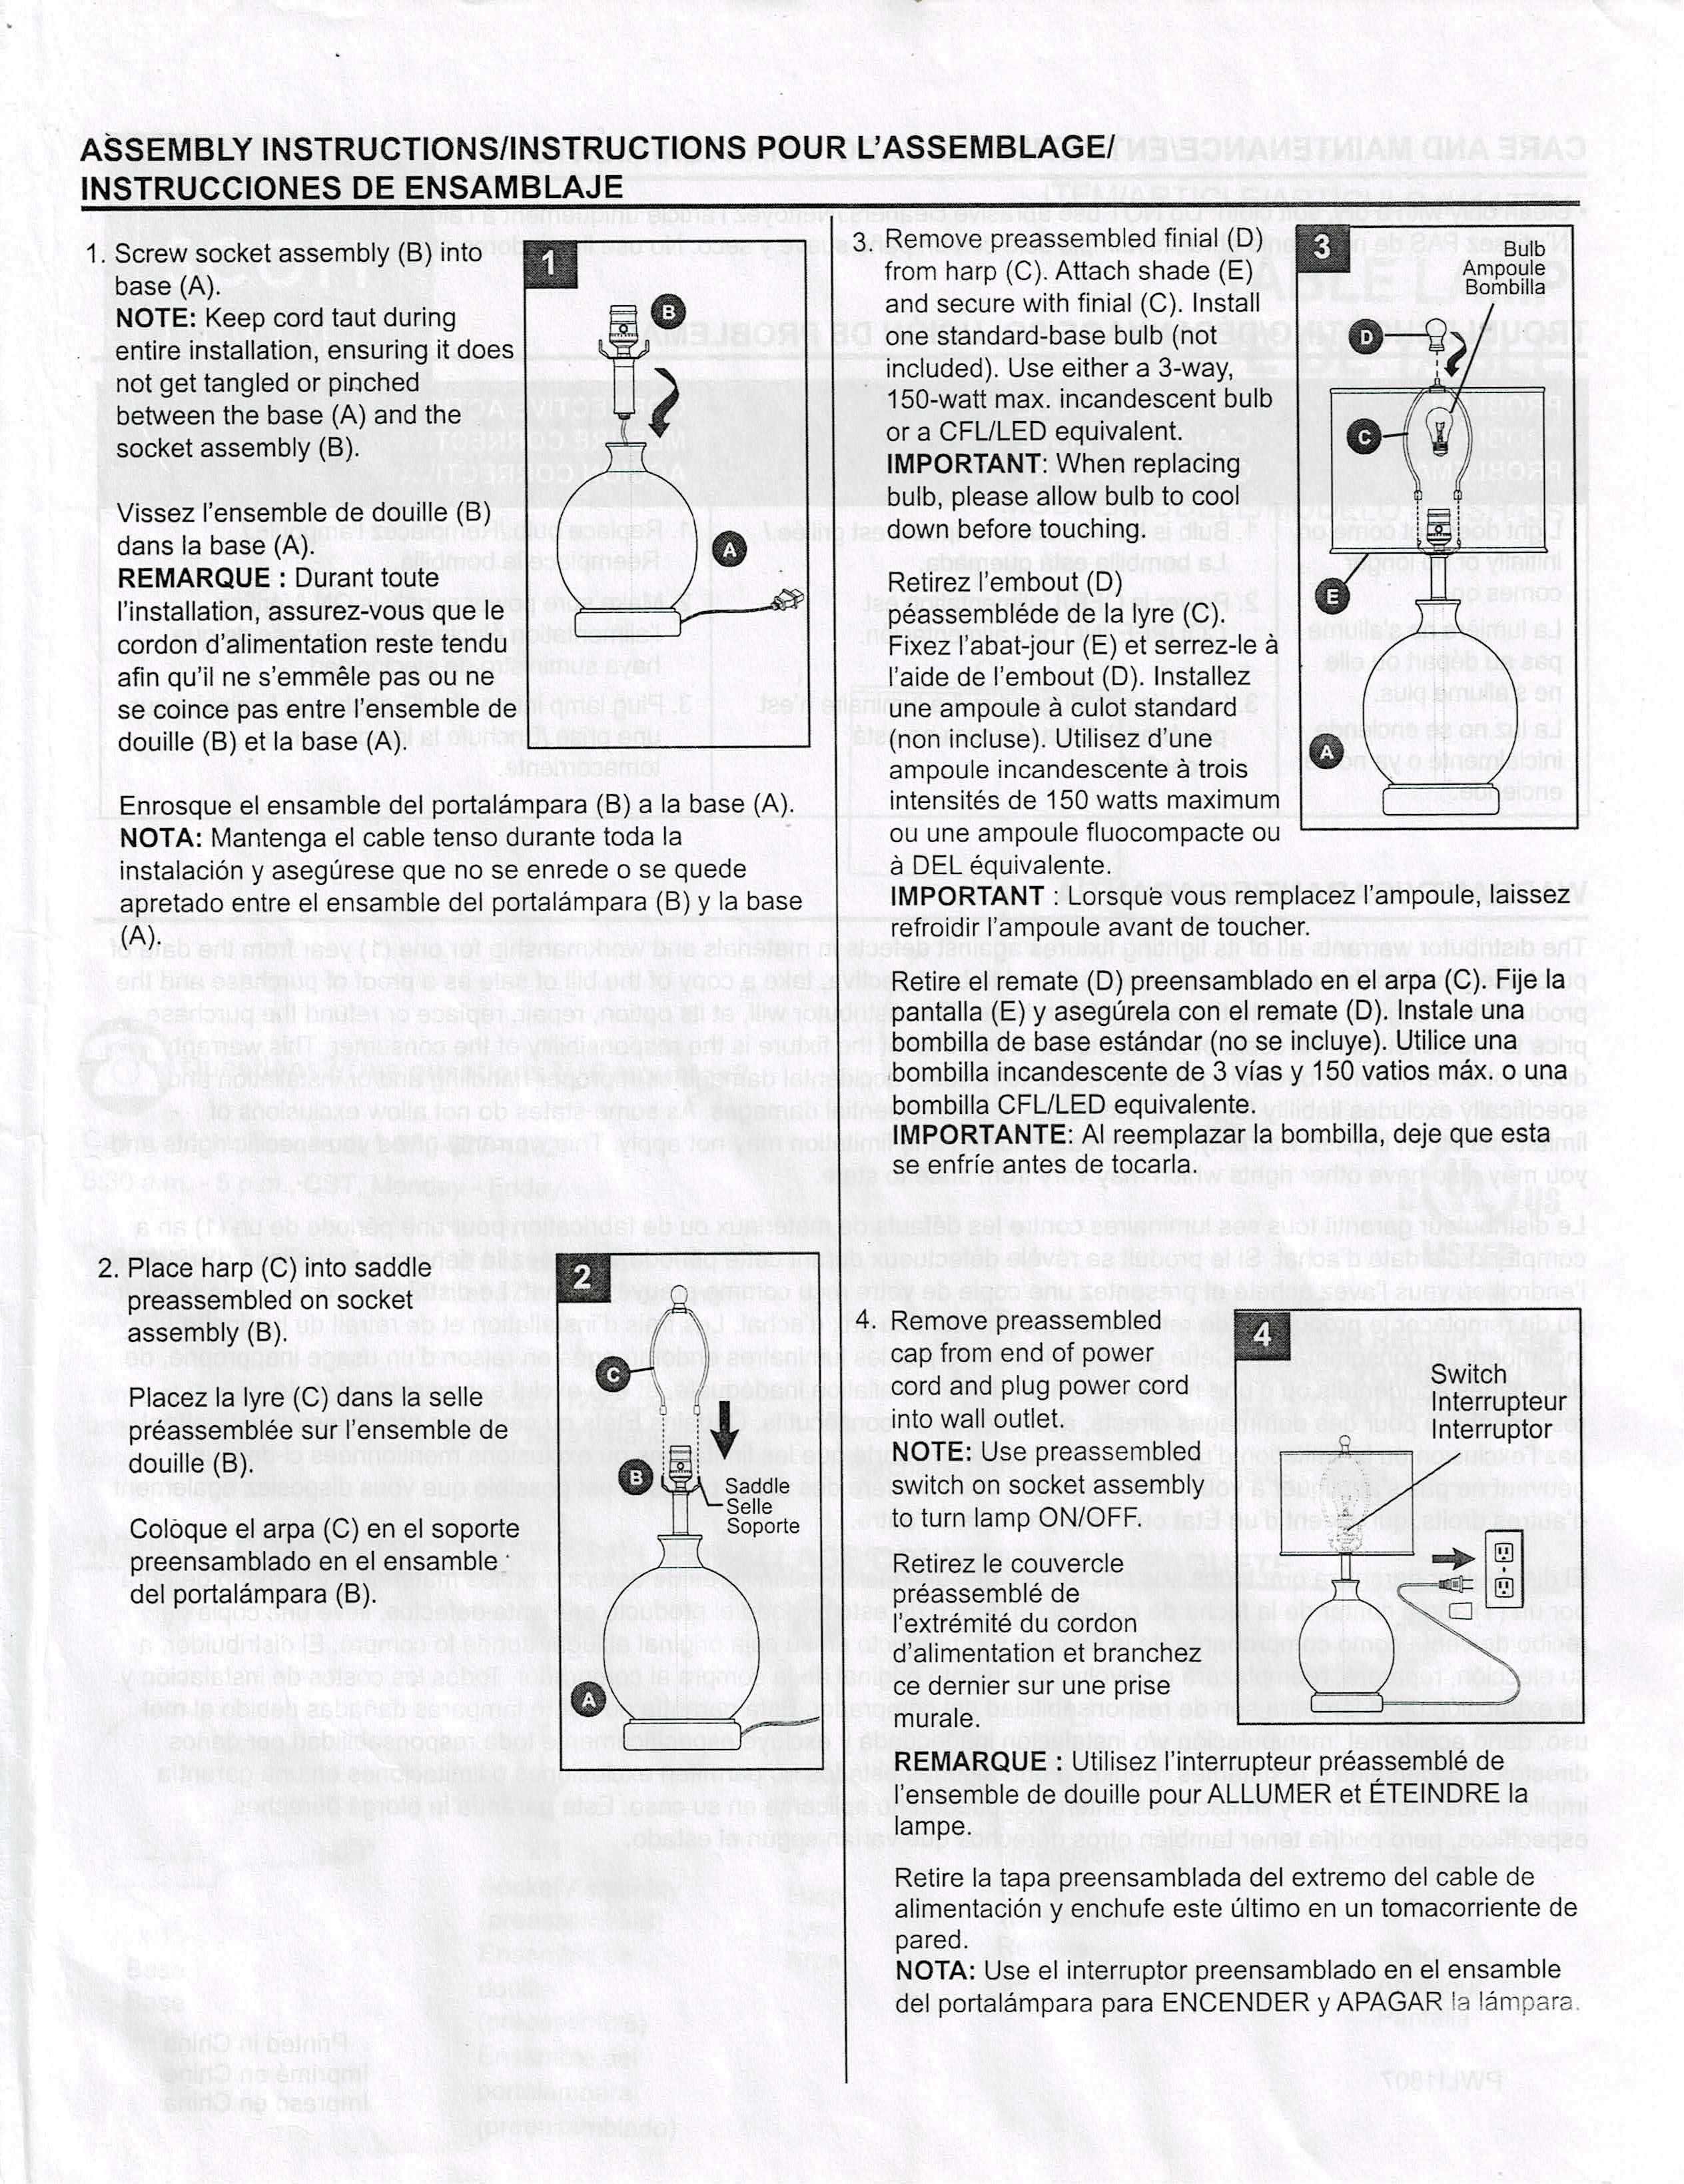 ASSEMBLY INSTRUCTIONS/INSTRUCTIONS POUR L'ASSEMBLAGE/
INSTRUCCIONES DE ENSAMBLAJE
1. Screw socket assembly (B) into
base (A).
NOTE: Keep cord taut during
entire installation, ensuring it does
not get tangled or pinched
between the base (A) and the
socket assembly (B).
Vissez l'ensemble de douille (B)
dans la base (A).
REMARQUE : Durant toute
l'installation, assurez-vous que le
cordon d'alimentation reste tendu
afin qu'il ne s'emmêle pas ou ne
se coince pas entre l'ensemble de
douille (B) et la base (A).
Enrosque el ensamble del portalámpara (B) a la base (A).
NOTA: Mantenga el cable tenso durante toda la
instalación y asegúrese que no se enrede o se quede
apretado entre el ensamble del portalámpara (B) y la base
(A).
1
B
A
2. Place harp (C) into saddle
preassembled on socket
assembly (B).
Placez la lyre (C) dans la selle
préassemblée sur l'ensemble de
douille (B).
Colòque el arpa (C) en el soporte
preensamblado en el ensamble
del portalámpara (B).
2
C
B
Saddle
Selle
Soporte
A
3. Remove preassembled finial (D)
from harp (C). Attach shade (E)
and secure with finial (C). Install
one standard-base bulb (not
included). Use either a 3-way,
150-watt max. incandescent bulb
or a CFL/LED equivalent.
IMPORTANT: When replacing
bulb, please allow bulb to cool
down before touching.
Retirez l'embout (D)
péassembléde de la lyre (C).
Fixez l'abat-jour (E) et serrez-le à
l'aide de l'embout (D). Installez
une ampoule à culot standard
(non incluse). Utilisez d'une
ampoule incandescente à trois
intensités de 150 watts maximum
ou une ampoule fluocompacte ou
à DEL équivalente.
IMPORTANT : Lorsque vous remplacez l'ampoule, laissez
refroidir l'ampoule avant de toucher.
Retire el remate (D) preensamblado en el arpa (C). Fije la
pantalla (E) y asegúrela con el remate (D). Instale una
bombilla de base estándar (no se incluye). Utilice una
bombilla incandescente de 3 vías y 150 vatios máx. o una
bombilla CFL/LED equivalente.
IMPORTANTE: Al reemplazar la bombilla, deje que esta
se enfríe antes de tocarla.
3
Bulb
Ampoule
Bombilla
D
C
E
A
4. Remove preassembled
cap from end of power
cord and plug power cord
into wall outlet.
NOTE: Use preassembled
switch on socket assembly
to turn lamp ON/OFF.
Retirez le couvercle
préassemblé de
l'extrémité du cordon
d'alimentation et branchez
ce dernier sur une prise
murale.
REMARQUE : Utilisez l'interrupteur préassemblé de
l'ensemble de douille pour ALLUMER et ÉTEINDRE la
lampe.
Retire la tapa preensamblada del extremo del cable de
alimentación y enchufe este último en un tomacorriente de
pared.
NOTA: Use el interruptor preensamblado en el ensamble
del portalámpara para ENCENDER y APAGAR la lámpara.
4
Switch
Interrupteur
Interruptor